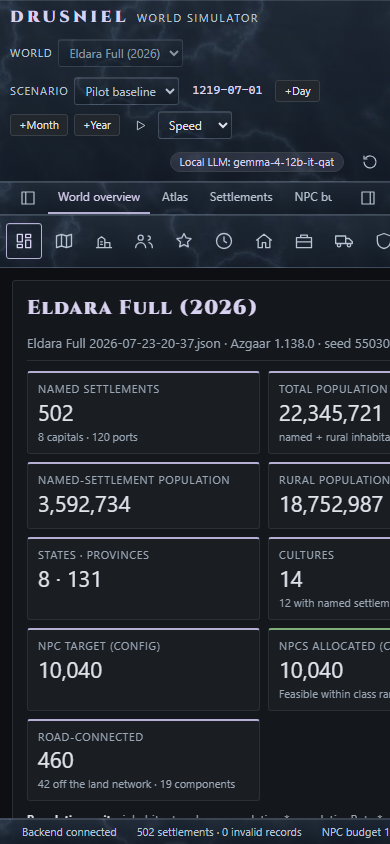 DRUSNIEL WORLD SIMULATOR
WORLD Eldara Full (2026)
SCENARIO Pilot baseline 1219-07-01 +Day
+Month +Year Speed
Local LLM: gemma-4-12b-it-qat
World overview Atlas Settlements NPC
ELDARA FULL (2026)
Eldara Full 2026-07-23-20-37.json · Azgaar 1.138.0 · seed 55030
NAMED SETTLEMENTS
502
8 capitals · 120 ports
TOTAL POPULATION
22,345,721
named + rural
NAMED-SETTLEMENT POPULATION
3,592,734
RURAL POPULATION
18,752,987
STATES · PROVINCES
8 · 131
CULTURES
14
12 with named
NPC TARGET (CONFIG)
10,040
NPCS ALLOCATED
10,040
Feasible within class
ROAD-CONNECTED
460
42 off the land network · 19 components
Backend connected 502 settlements · 0 invalid records NPC budget